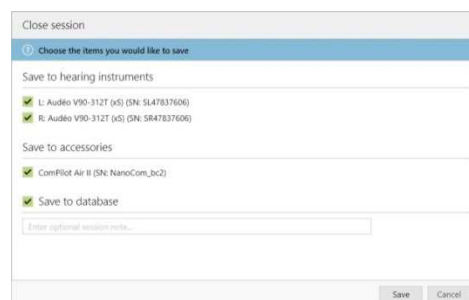 Close session
Choose the items you would like to save
Save to hearing instruments
L: Audéo V90-312T (xS) (SN: SL47837606)
R: Audéo V90-312T (xS) (SN: SR47837606)
Save to accessories
ComPilot Air II (SN: NanoCom_bc2)
Save to database
Enter optional session note...
Save Cancel